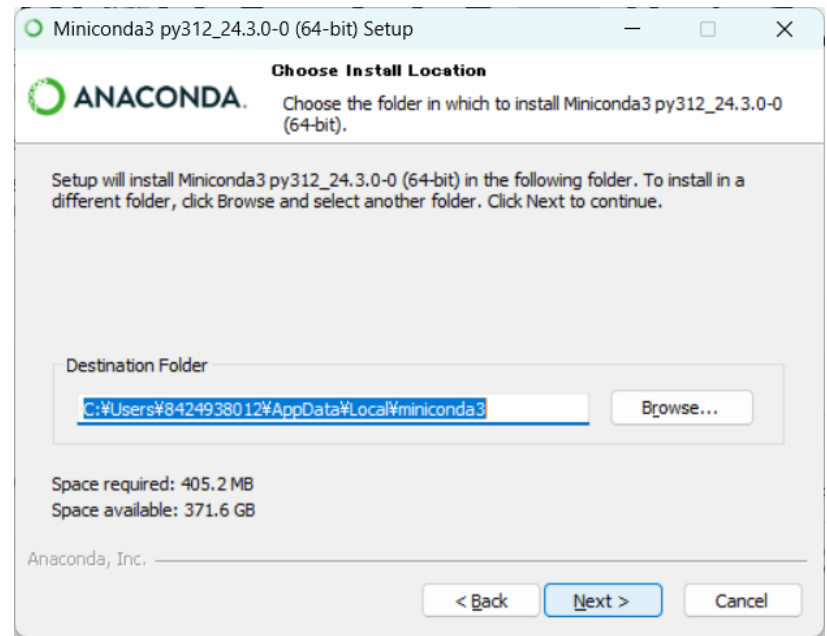 Miniconda3 py312_24.3.0-0 (64-bit) Setup
ANACONDA.
Choose Install Location
Choose the folder in which to install Miniconda3 py312_24.3.0-0
(64-bit).
Setup will install Miniconda3 py312_24.3.0-0 (64-bit) in the following folder. To install in a
different folder, click Browse and select another folder. Click Next to continue.
Destination Folder
C:¥Users¥8424938012¥AppData¥Local¥miniconda3
Browse...
Space required: 405.2 MB
Space available: 371.6 GB
Anaconda, Inc.
< Back
Next >
Cancel